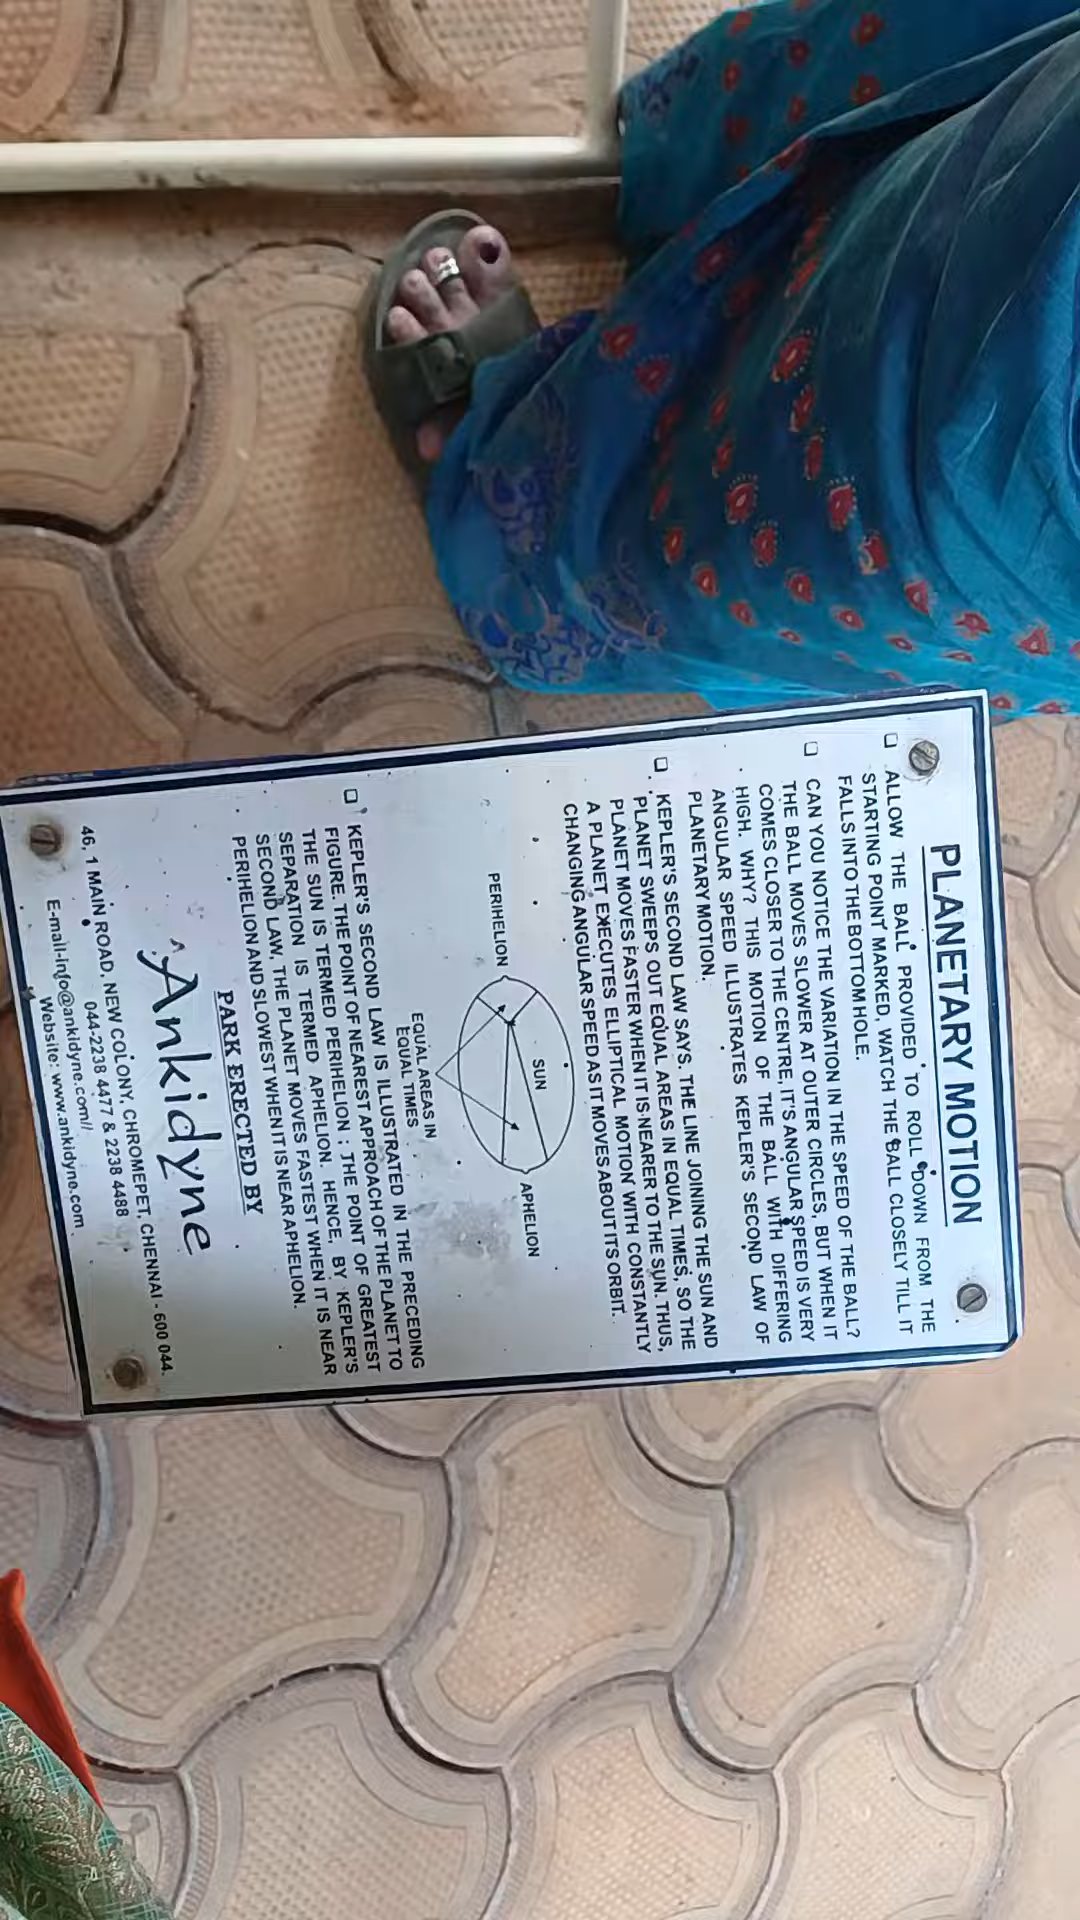 PLANETARY MOTION
❑ ALLOW THE BALL PROVIDED TO ROLL DOWN FROM THE
STARTING POINT MARKED, WATCH THE BALL CLOSELY TILL IT
FALLS INTO THE BOTTOM HOLE.
❑ CAN YOU NOTICE THE VARIATION IN THE SPEED OF THE BALL?
THE BALL MOVES SLOWER AT OUTER CIRCLES, BUT WHEN IT
COMES CLOSER TO THE CENTRE, IT'S ANGULAR SPEED IS VERY
HIGH. WHY? THIS MOTION OF THE BALL WITH DIFFERING
ANGULAR SPEED ILLUSTRATES KEPLER'S SECOND LAW OF
PLANETARY MOTION.
❑ KEPLER'S SECOND LAW SAYS. THE LINE JOINING THE SUN AND
PLANET SWEEPS OUT EQUAL AREAS IN EQUAL TIMES, SO THE
PLANET MOVES FASTER WHEN IT IS NEARER TO THE SUN. THUS,
A PLANET EXECUTES ELLIPTICAL MOTION WITH CONSTANTLY
CHANGING ANGULAR SPEED AS IT MOVES ABOUT ITS ORBIT.
PERIHELION
SUN
APHELION
EQUAL AREAS IN
EQUAL TIMES
❑ KEPLER'S SECOND LAW IS ILLUSTRATED IN THE PRECEDING
FIGURE. THE POINT OF NEAREST APPROACH OF THE PLANET TO
THE SUN IS TERMED PERIHELION ; THE POINT OF GREATEST
SEPARATION IS TERMED APHELION. HENCE, BY KEPLER'S
SECOND LAW, THE PLANET MOVES FASTEST WHEN IT IS NEAR
PERIHELION AND SLOWEST WHEN IT IS NEAR APHELION.
PARK ERECTED BY
Ankidyne
46, 1 MAIN ROAD, NEW COLONY, CHROMEPET, CHENNAI - 600 044.
044-2238 4477 & 2238 4488
E-mail-info@ankidyne.com//
Website: www.ankidyne.com